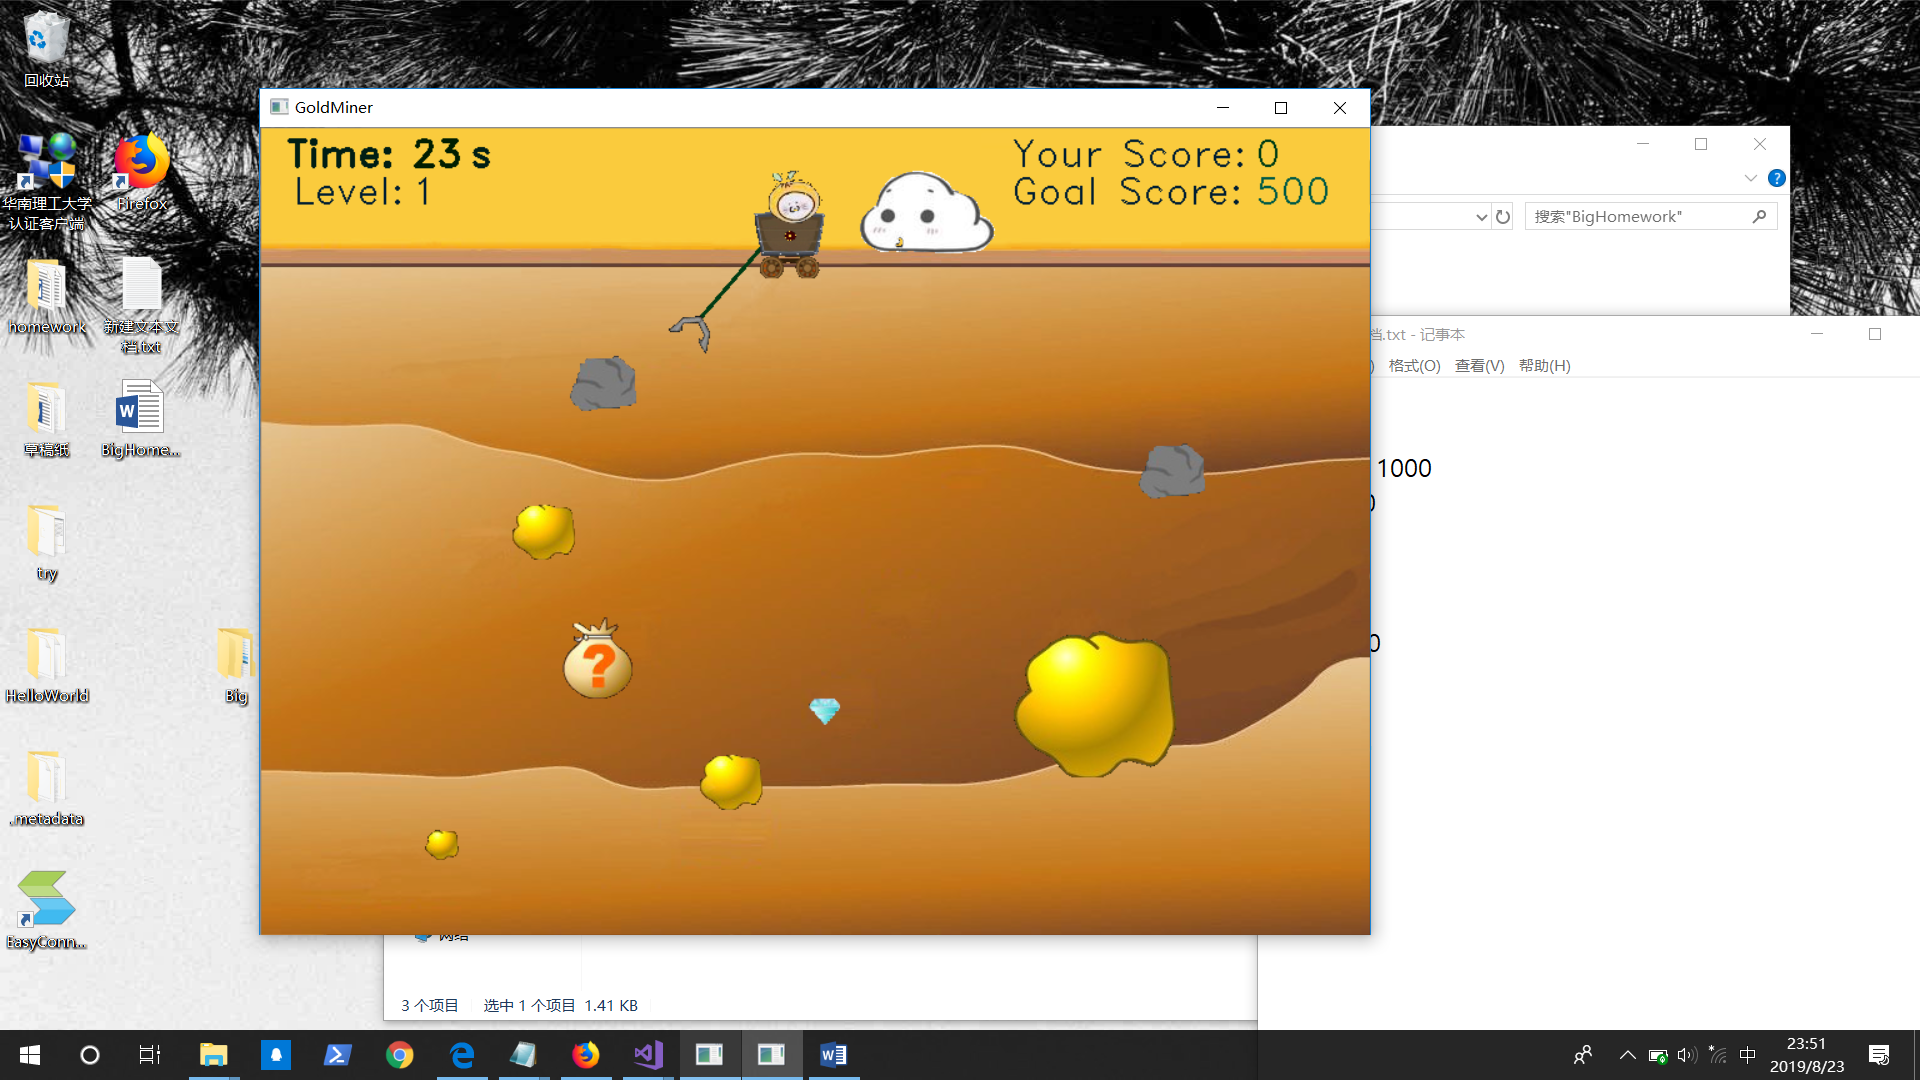 回收站
华南理工大学
认证客户端
Firefox
homework
新建文本文
档.txt
草稿纸
BigHome...
try
HelloWorld
Big
.metadata
EasyConn...
GoldMiner
Time: 23 s
Level: 1
Your Score: 0
Goal Score: 500
?
搜索"BigHomework"
?
档.txt - 记事本
) 格式(O) 查看(V) 帮助(H)
1000
0
0
网络
3 个项目 选中 1 个项目 1.41 KB
中
23:51
2019/8/23